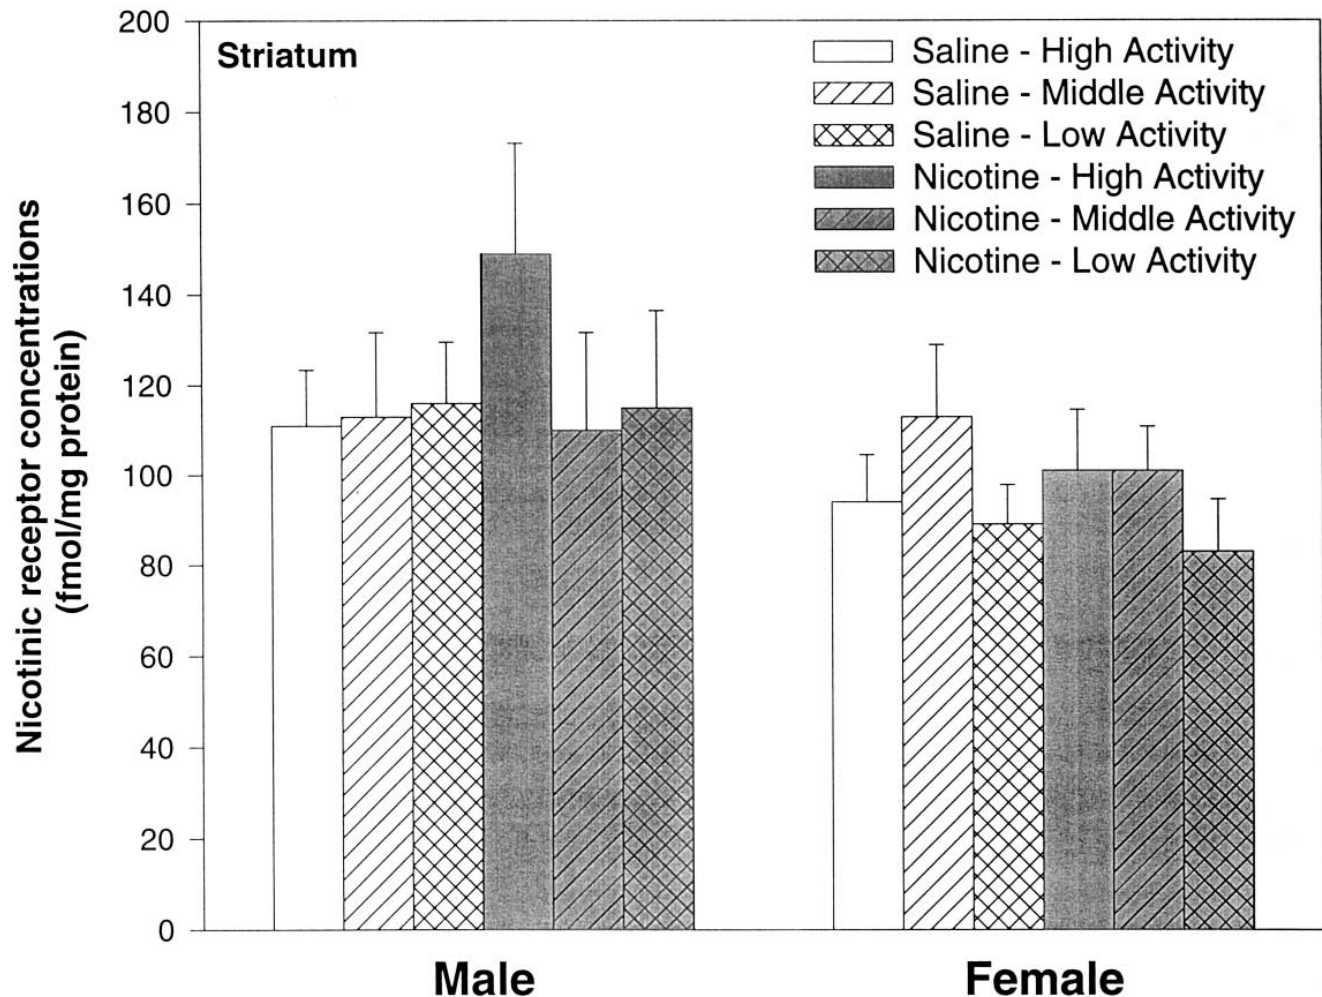 Striatum
Saline - High Activity
Saline - Middle Activity
Saline - Low Activity
Nicotine - High Activity
Nicotine - Middle Activity
Nicotine - Low Activity
Nicotinic receptor concentrations
(fmol/mg protein)
200
180
160
140
120
100
80
60
40
20
0
Male
Female